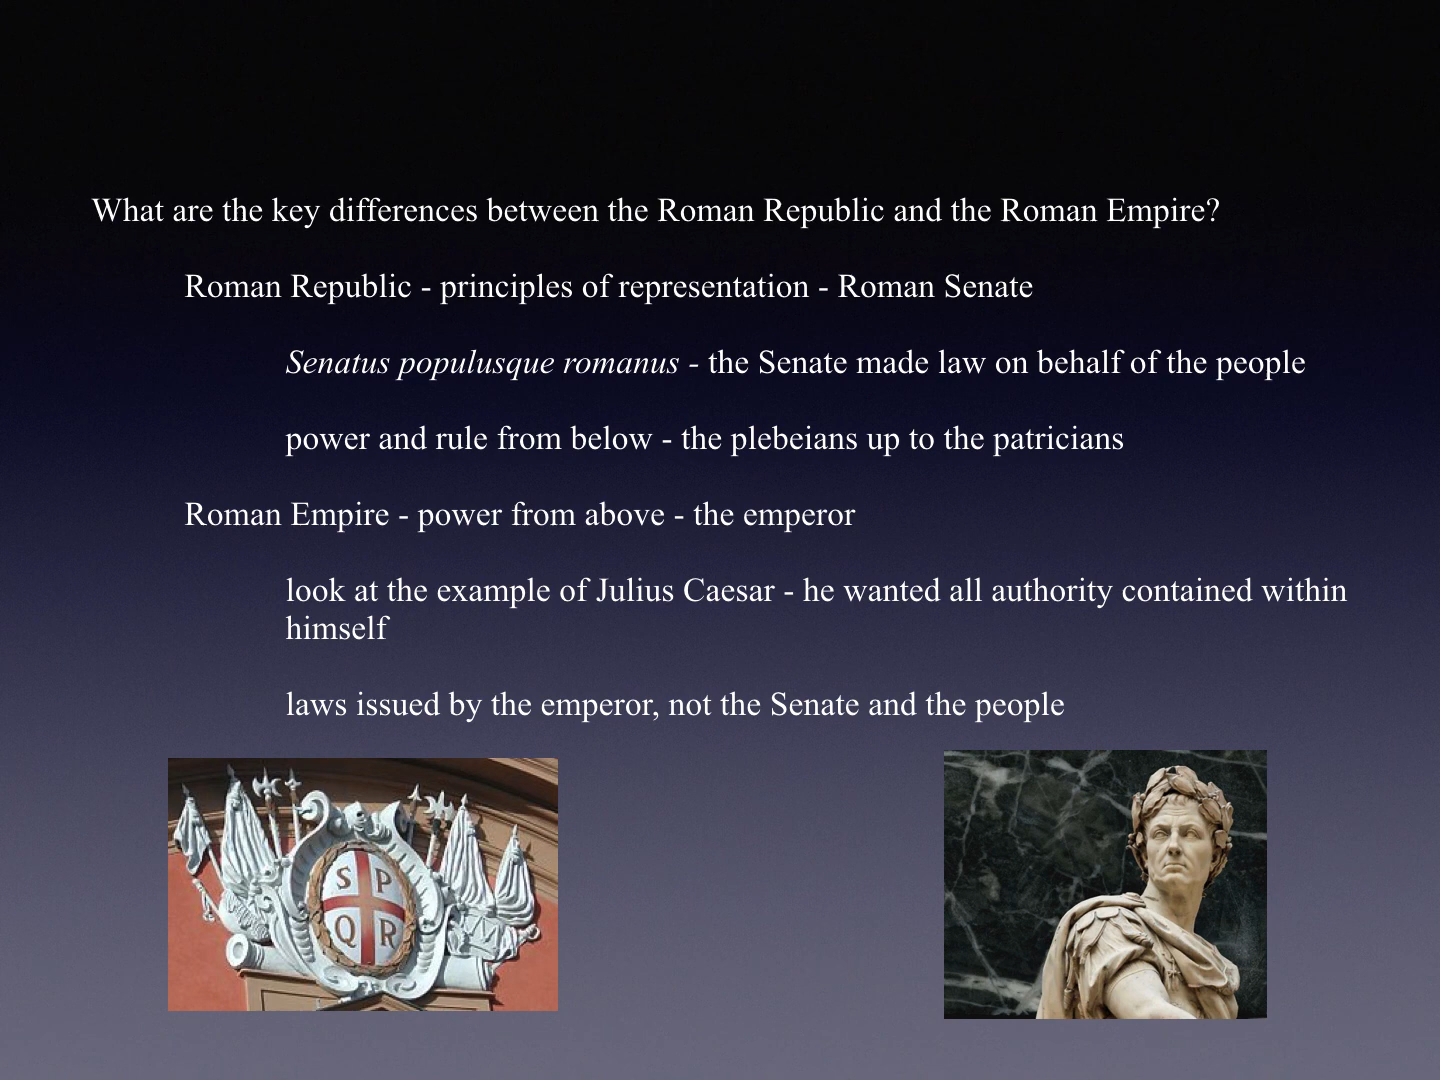 What are the key differences between the Roman Republic and the Roman Empire?
Roman Republic - principles of representation - Roman Senate
Senatus populusque romanus - the Senate made law on behalf of the people
power and rule from below - the plebeians up to the patricians
Roman Empire - power from above - the emperor
look at the example of Julius Caesar - he wanted all authority contained within
himself
laws issued by the emperor, not the Senate and the people
S P
Q R